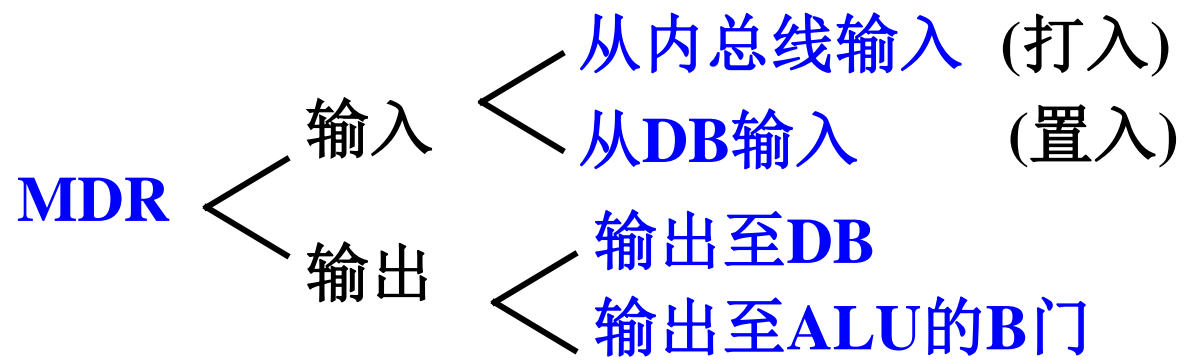 从内总线输入 (打入)
输入
从DB输入 (置入)
MDR
输出至DB
输出
输出至ALU的B门